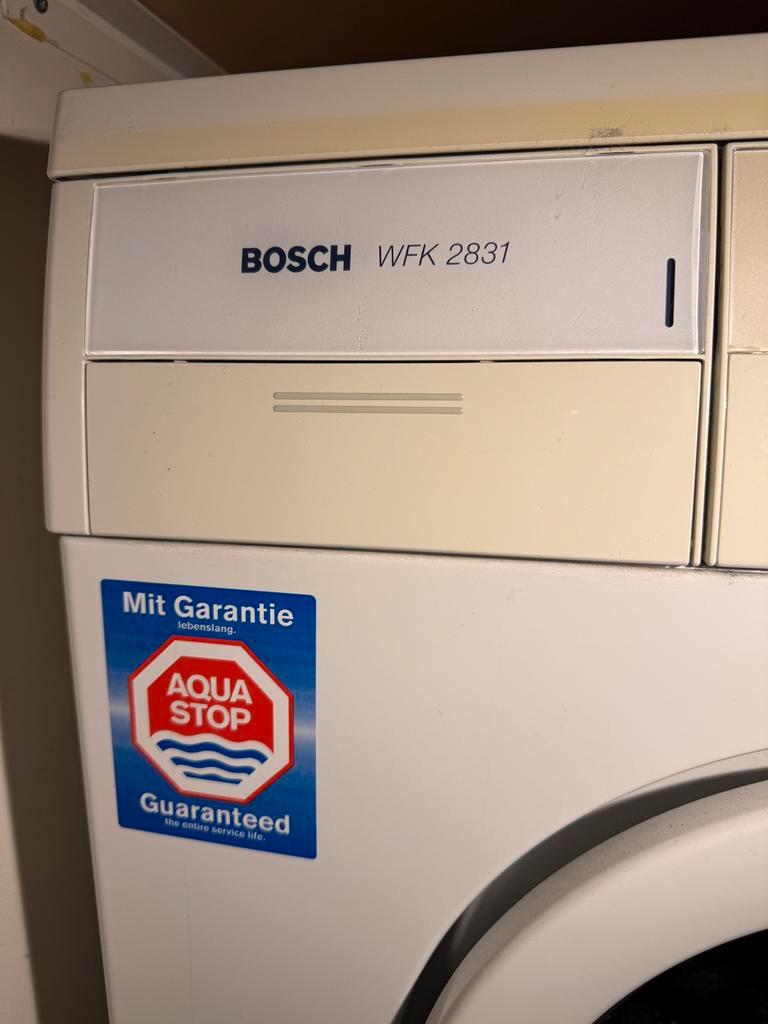 BOSCH WFK 2831
Mit Garantie
lebenslang.
AQUA
STOP
Guaranteed
the entire service life.